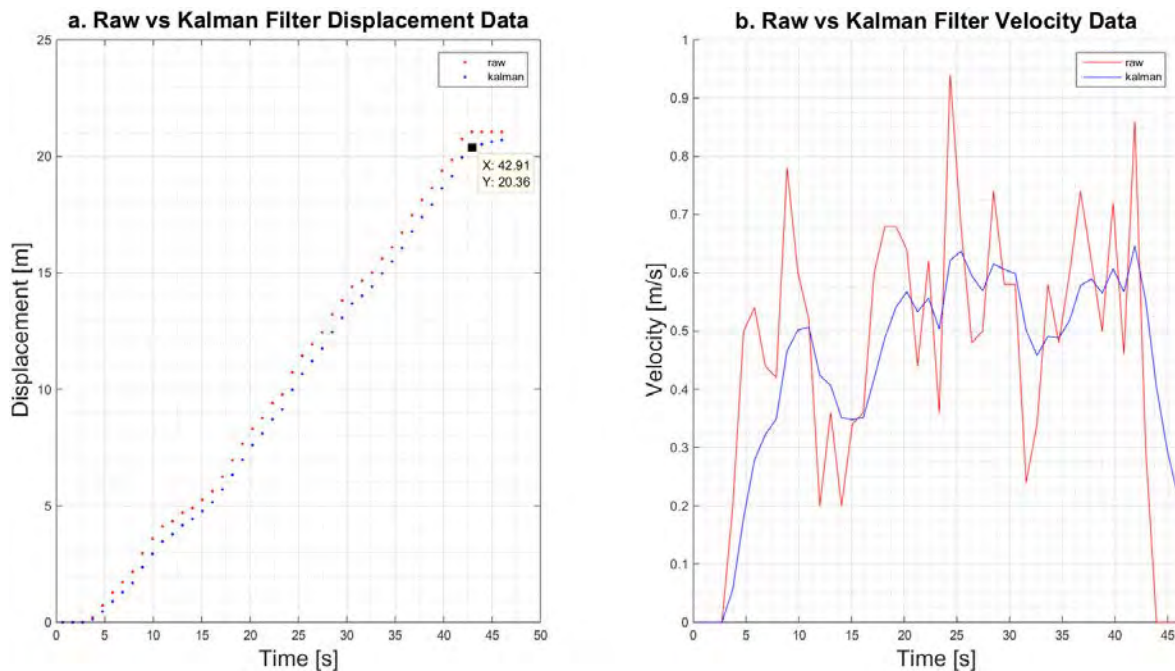 a. Raw vs Kalman Filter Displacement Data
25
20
15
10
5
0
Displacement [m]
raw
kalman
X: 42.91
Y: 20.36
0 5 10 15 20 25 30 35 40 45 50
Time [s]
b. Raw vs Kalman Filter Velocity Data
1
0.9
0.8
0.7
0.6
0.5
0.4
0.3
0.2
0.1
0
Velocity [m/s]
raw
kalman
0 5 10 15 20 25 30 35 40 45
Time [s]